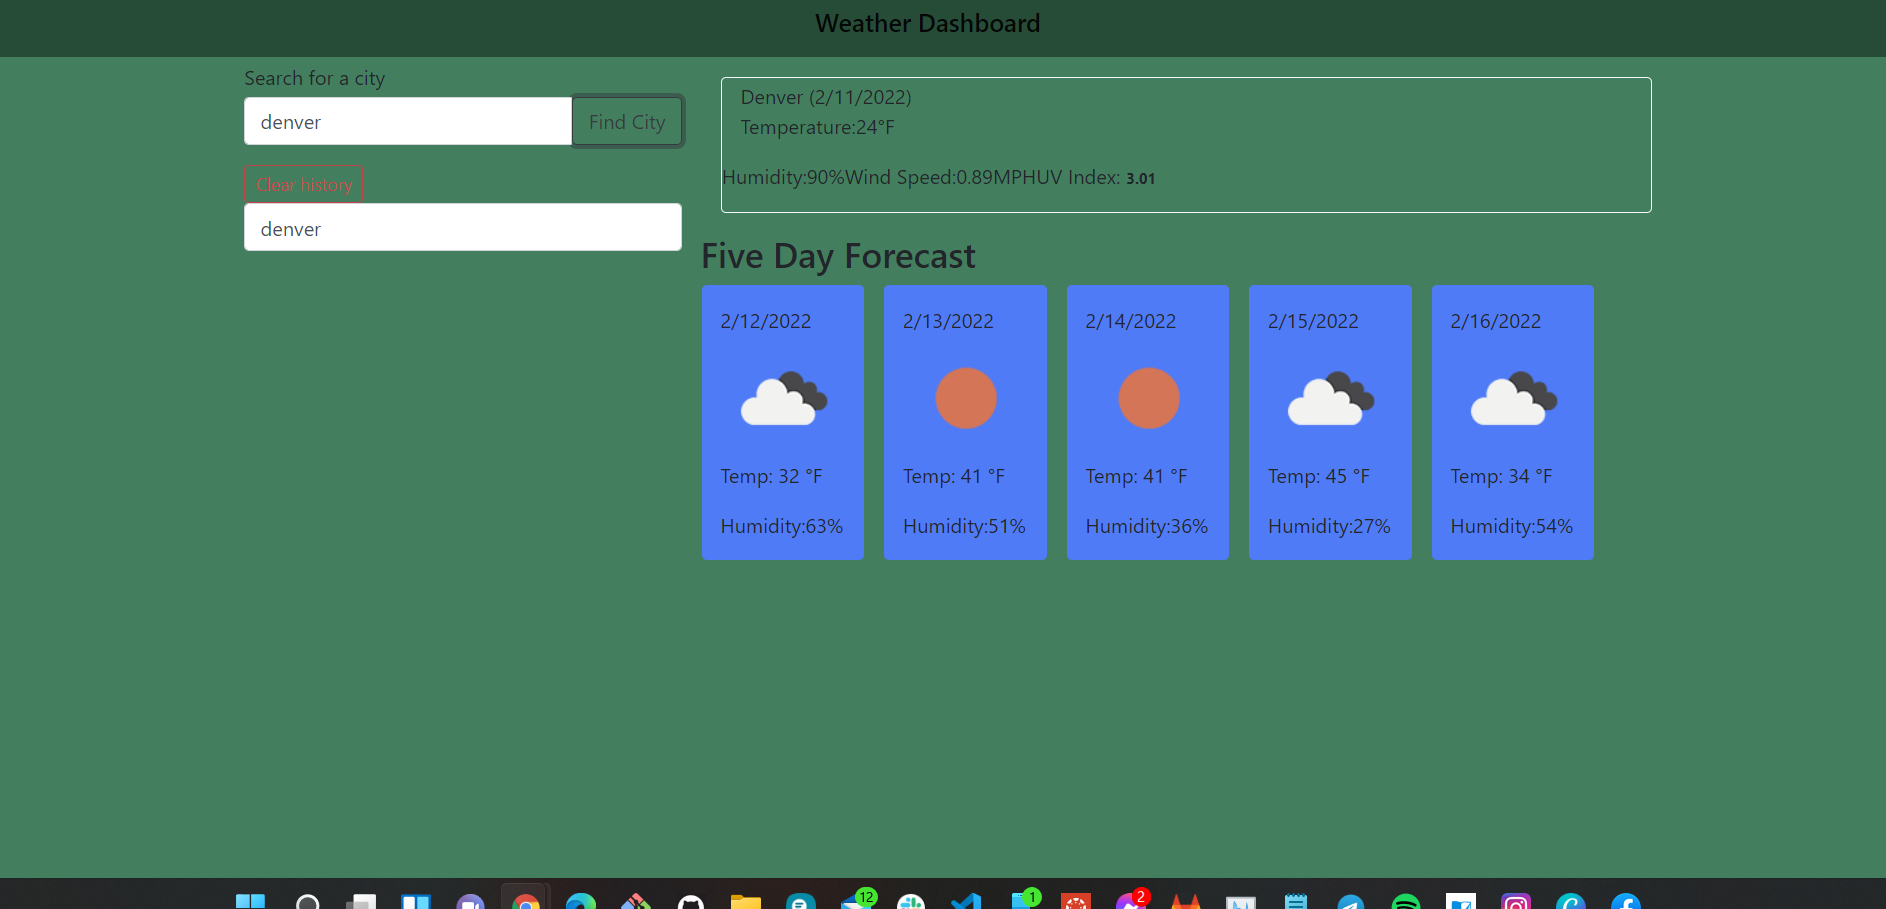 Weather Dashboard
Search for a city
denver
Find City
Clear history
denver
Denver (2/11/2022)
Temperature:24°F
Humidity:90%Wind Speed:0.89MPHUV Index: 3.01
Five Day Forecast
2/12/2022
Temp: 32 °F
Humidity:63%
2/13/2022
Temp: 41 °F
Humidity:51%
2/14/2022
Temp: 41 °F
Humidity:36%
2/15/2022
Temp: 45 °F
Humidity:27%
2/16/2022
Temp: 34 °F
Humidity:54%
12
1
2